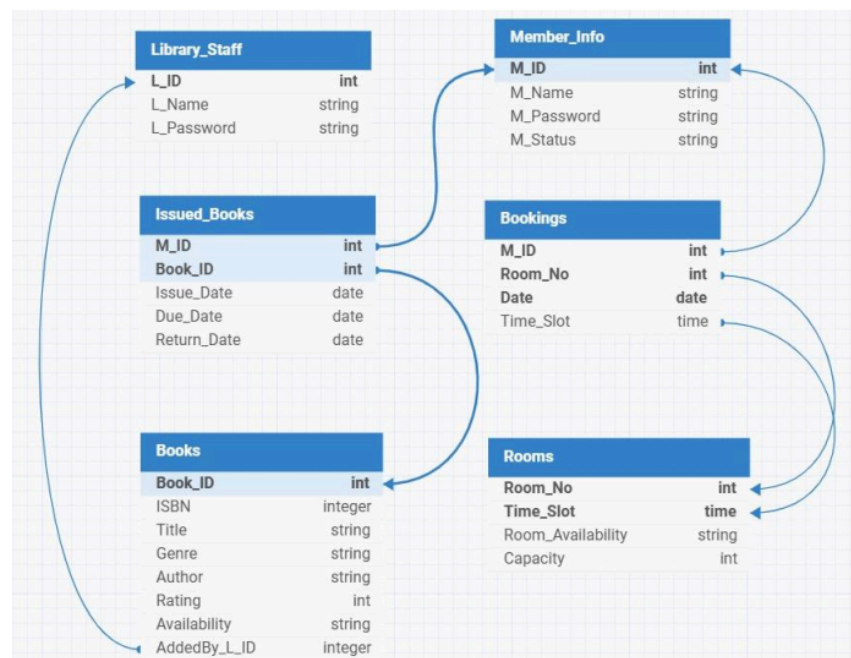 Library_Staff
L_ID int
L_Name string
L_Password string
Member_Info
M_ID int
M_Name string
M_Password string
M_Status string
Issued_Books
M_ID int
Book_ID int
Issue_Date date
Due_Date date
Return_Date date
Bookings
M_ID int
Room_No int
Date date
Time_Slot time
Books
Book_ID int
ISBN integer
Title string
Genre string
Author string
Rating int
Availability string
AddedBy_L_ID integer
Rooms
Room_No int
Time_Slot time
Room_Availability string
Capacity int